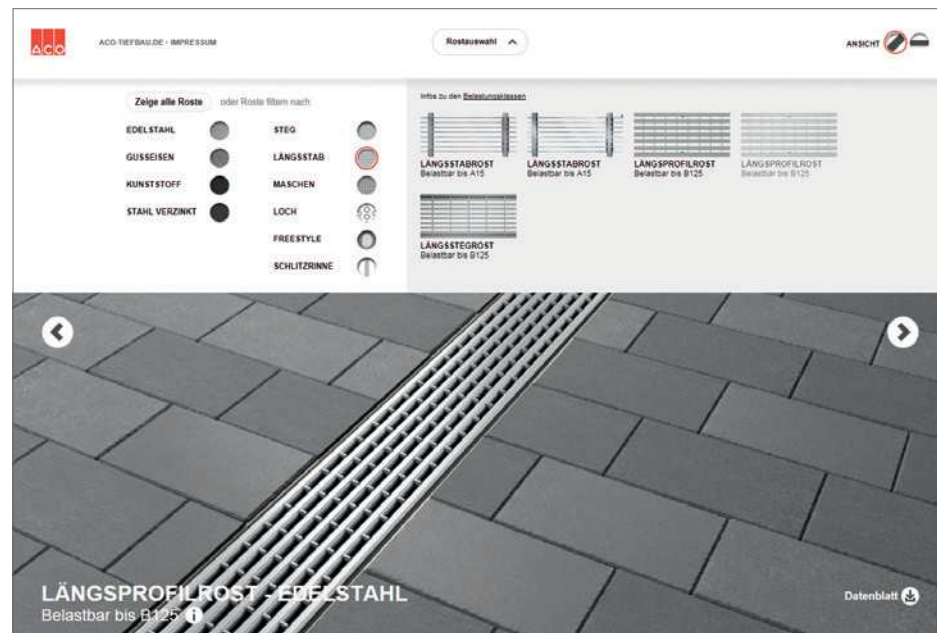 ACO
ACO-TIEFBAU.DE - IMPRESSUM
Rostauswahl
ANSICHT
Zeige alle Roste oder Roste filtern nach
EDELSTAHL
GUSSEISEN
KUNSTSTOFF
STAHL VERZINKT
STEG
LÄNGSSTAB
MASCHEN
LOCH
FREESTYLE
SCHLITZRINNE
Infos zu den Belastungsklassen
LÄNGSSTABROST
Belastbar bis A15
LÄNGSSTABROST
Belastbar bis A15
LÄNGSPROFILROST
Belastbar bis B125
LÄNGSPROFILROST
Belastbar bis B125
LÄNGSSTEGROST
Belastbar bis B125
LÄNGSPROFILROST - EDELSTAHL
Belastbar bis B125 i
Datenblatt